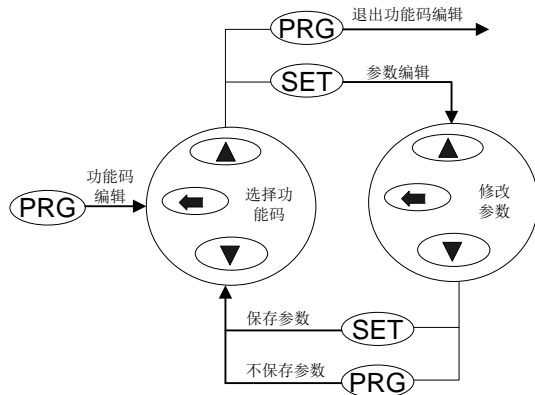 PRG
退出功能码编辑
SET
参数编辑
PRG
功能码
编辑
选择功
能码
修改
参数
保存参数
SET
不保存参数
PRG